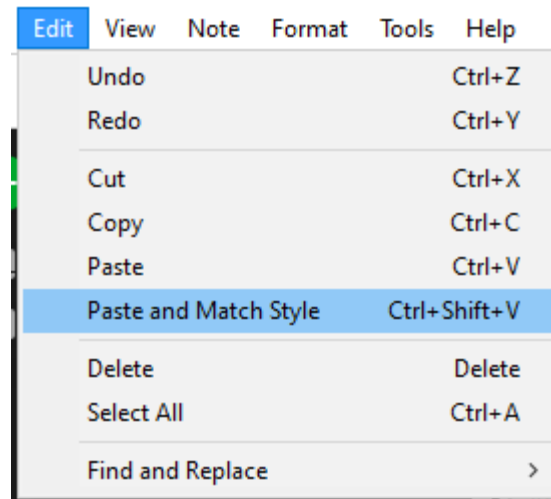 Edit View Note Format Tools Help
Undo Ctrl+Z
Redo Ctrl+Y
Cut Ctrl+X
Copy Ctrl+C
Paste Ctrl+V
Paste and Match Style Ctrl+Shift+V
Delete Delete
Select All Ctrl+A
Find and Replace